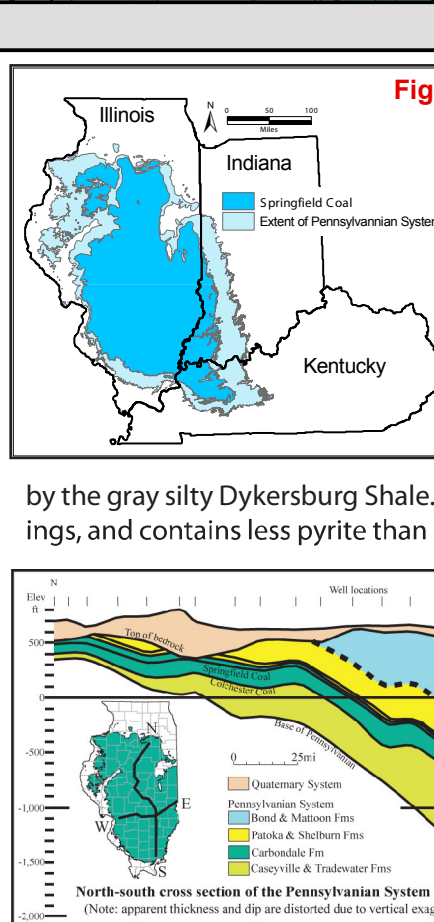 Fig
Illinois
N
0 50 100
Miles
Indiana
Springfield Coal
Extent of Pennsylvannian System
Kentucky
by the gray silty Dykersburg Shale.
ings, and contains less pyrite than
N
Well locations
Elev
ft
Top of bedrock
500
Springfield Coal
Colchester Coal
0
Base of Pennsylvanian
-500
N
0 25mi
Quaternary System
Pennsylvanian System
-1,000
E
Bond & Mattoon Fms
W
Patoka & Shelburn Fms
Carbondale Fm
-1,500
Caseyville & Tradewater Fms
S
North-south cross section of the Pennsylvanian System
-2,000
(Note: apparent thickness and dip are distorted due to vertical exag